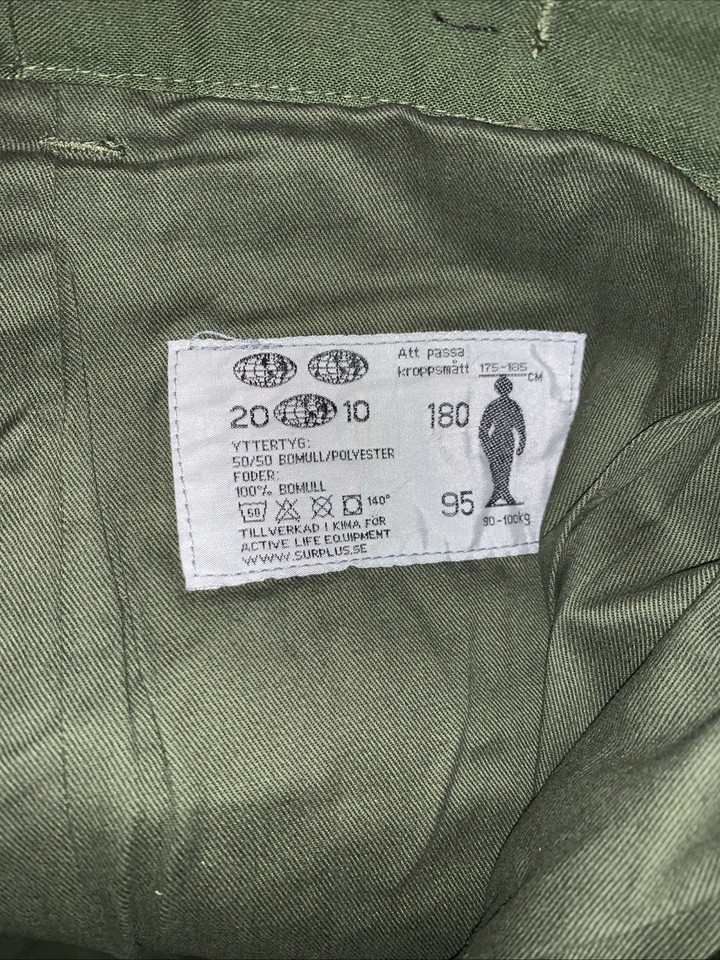 Att passa
kroppsmått 175-185 CM
20 10 180
YTTERTYG:
50/50 BOMULL/POLYESTER
FODER:
100% BOMULL
60 140°
95
90-100kg
TILLVERKAD I KINA FÖR
ACTIVE LIFE EQUIPMENT
WWW.SURPLUS.SE